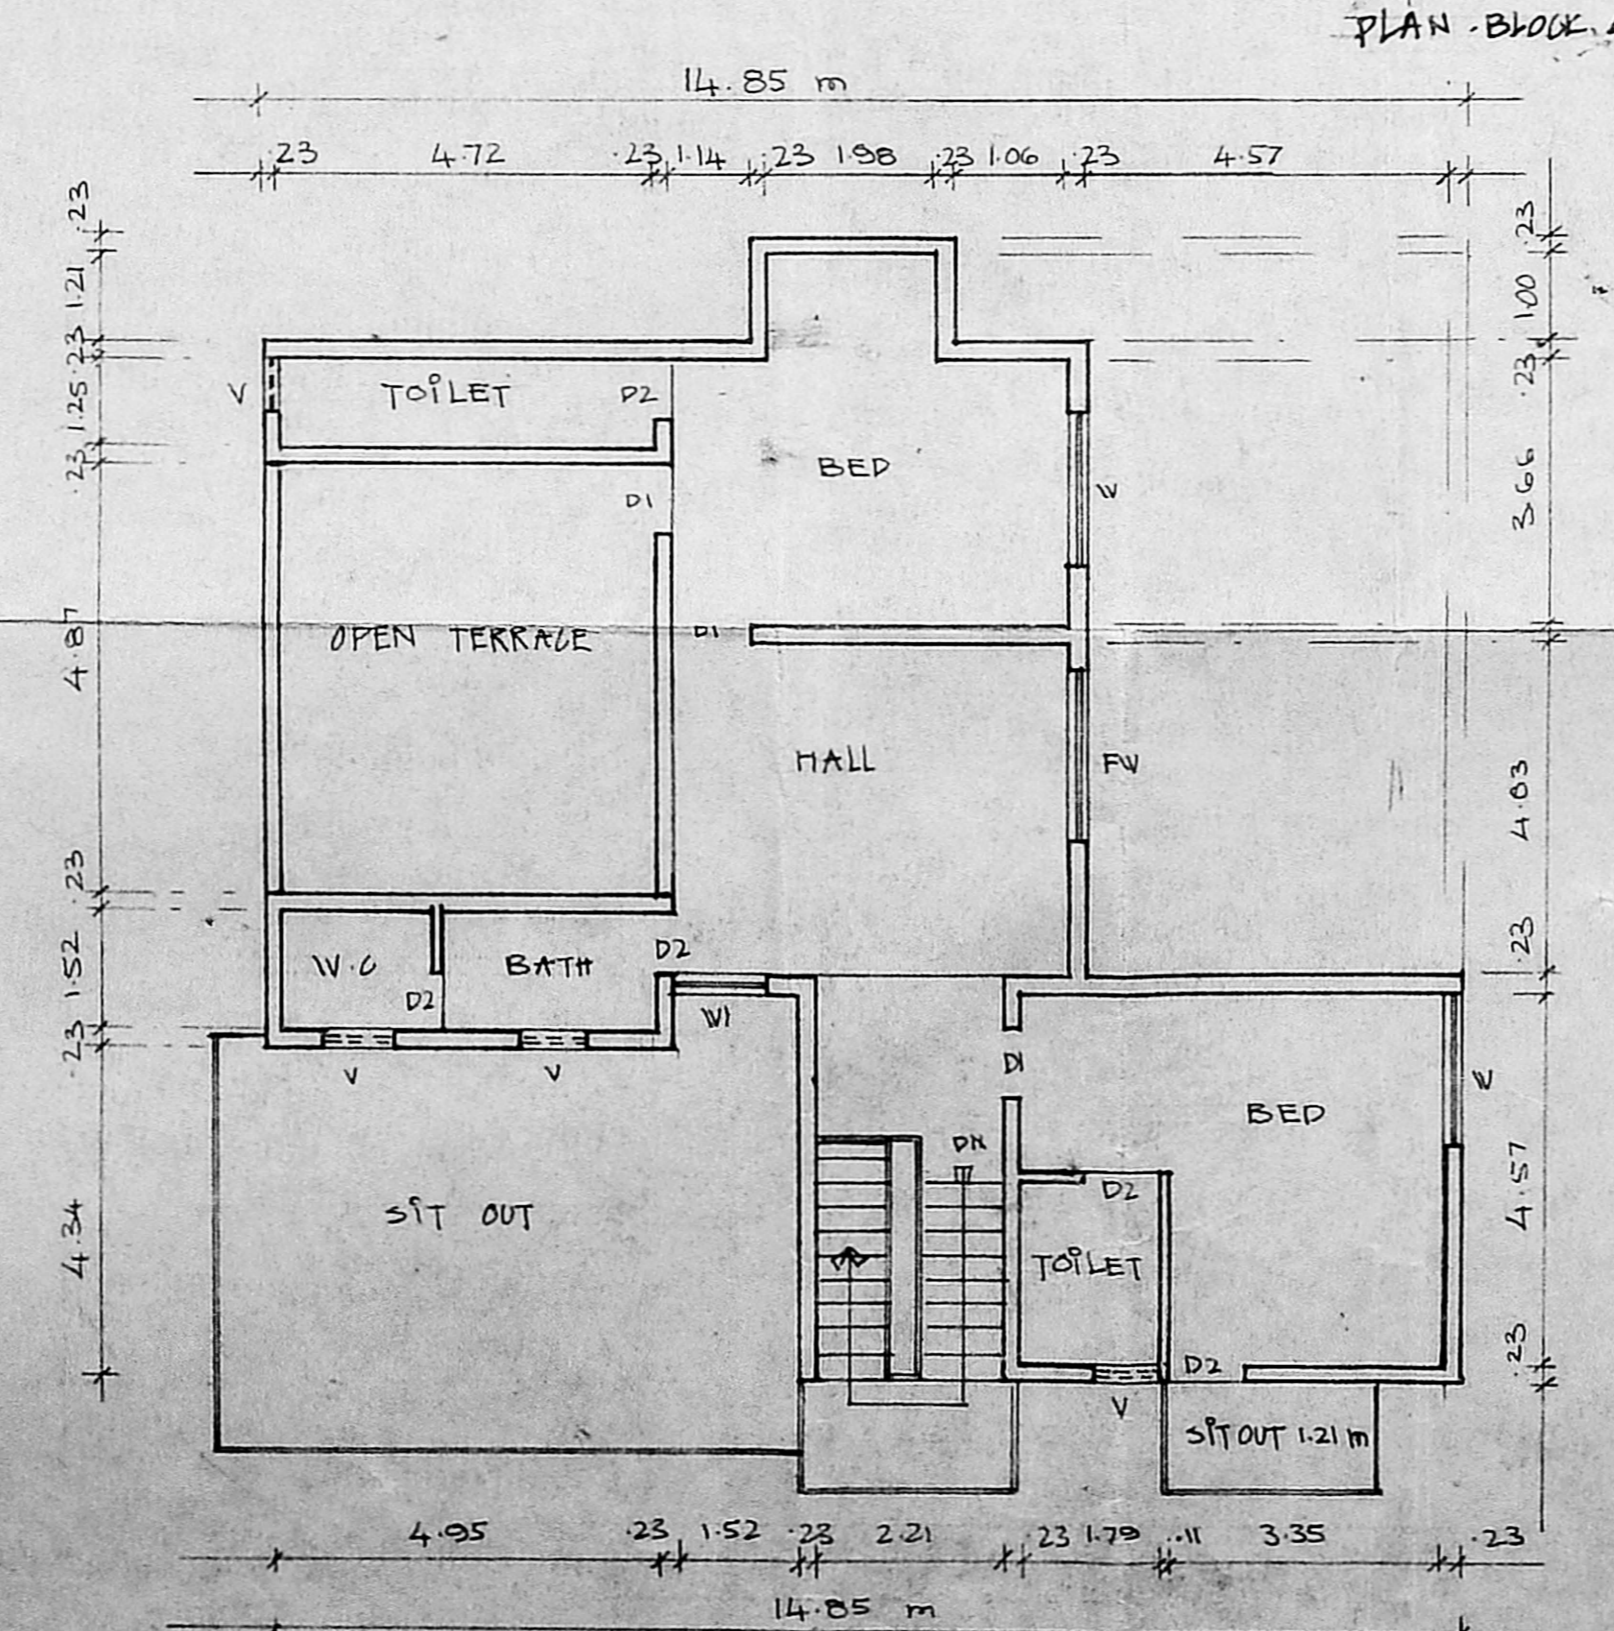 PLAN . BLOCK.
14.85 m
.23 4.72 .23 1.14 .23 1.98 .23 1.06 .23 4.57
.23
1.21
.23
1.25
.23
4.87
.23
1.52
.23
4.34
.23
1.00
.23
3.66
4.03
.23
4.57
.23
V
TOILET
D2
BED
D1
W
OPEN TERRACE
D1
HALL
FW
W.C
D2
BATH
D2
W1
V
V
D1
BED
W
SIT OUT
DN
D2
TOILET
D2
V
SITOUT 1.21 m
4.95 .23 1.52 .23 2.21 .23 1.79 .11 3.35 .23
14.85 m